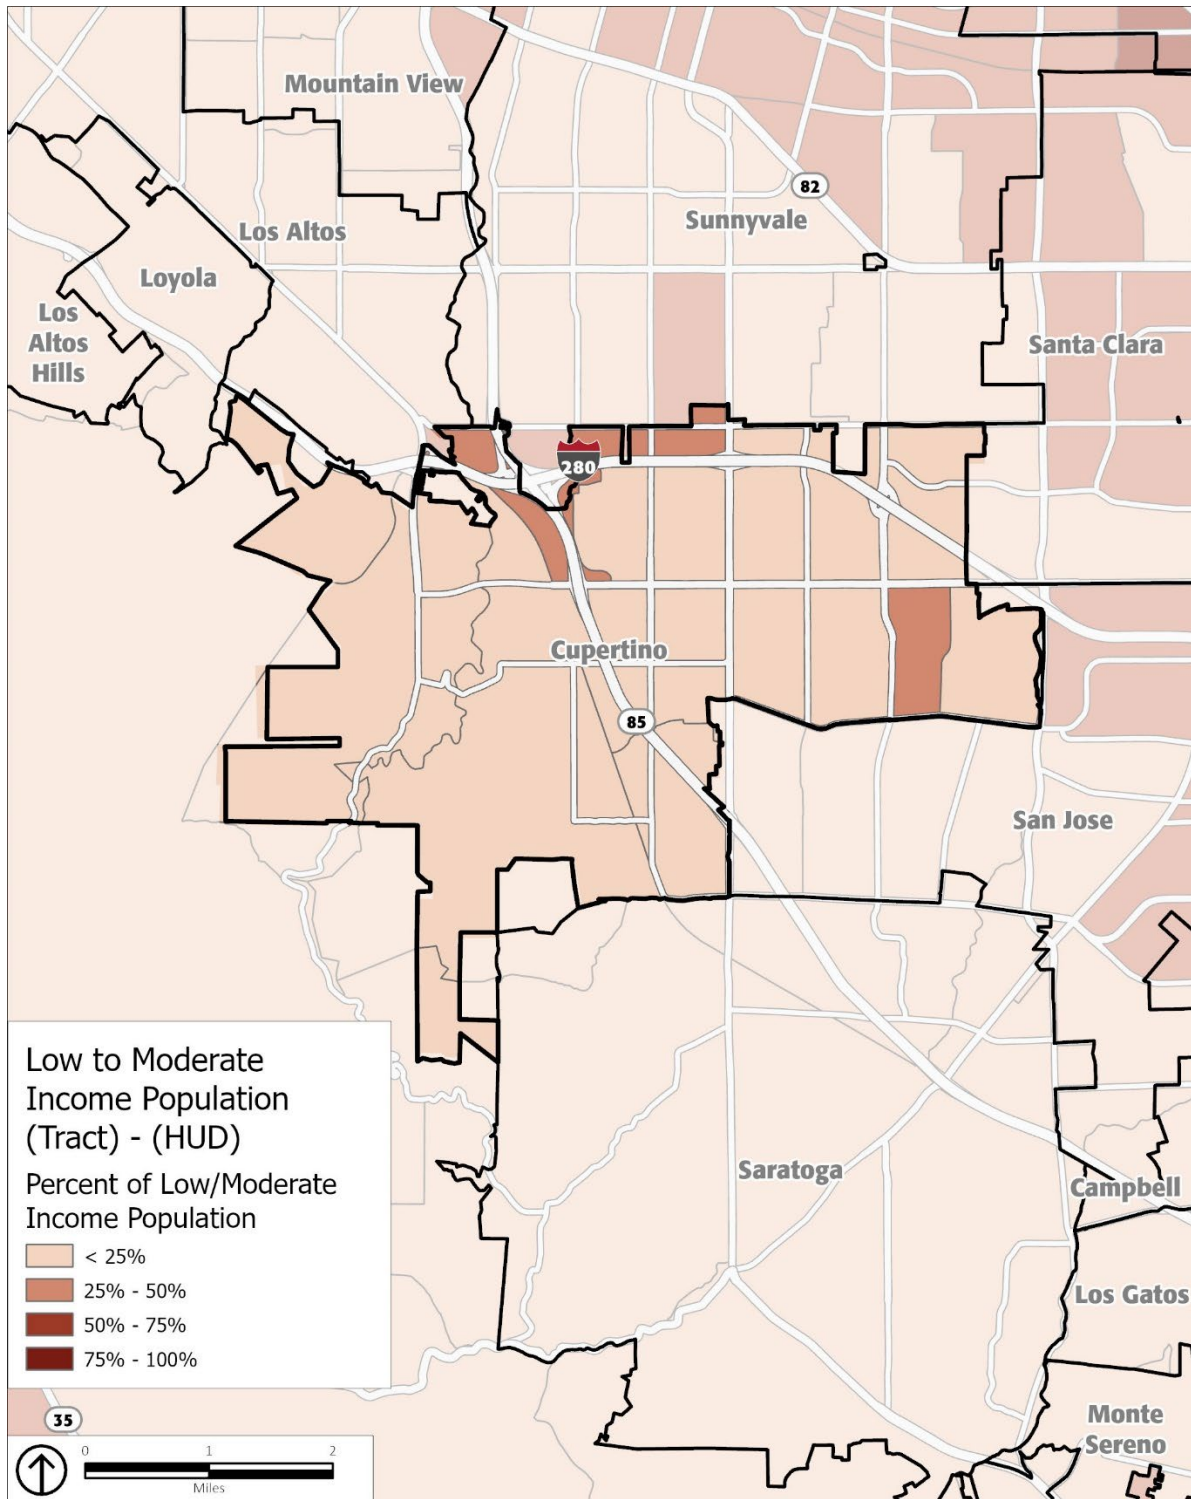 Mountain View
82
Sunnyvale
Los Altos
Loyola
Los
Altos
Hills
Santa Clara
280
Cupertino
85
San Jose
Low to Moderate
Income Population
(Tract) - (HUD)
Percent of Low/Moderate
Income Population
< 25%
25% - 50%
50% - 75%
75% - 100%
Saratoga
Campbell
Los Gatos
Monte
Sereno
35
0 1 2
Miles